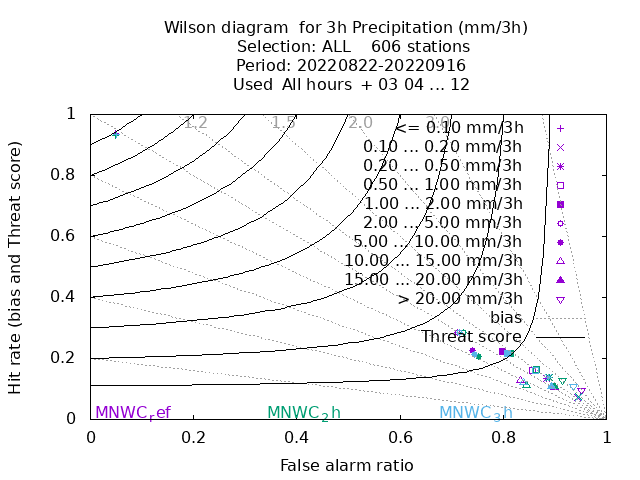 Wilson diagram  for 3h Precipitation (mm/3h)
Selection: ALL    606 stations
Period: 20200822-20200916
Used  All hours  + 03 04 ... 12
Hit rate (bias and Threat score)
1
0.8
0.6
0.4
0.2
0
1.2
1.5
2.0
3.0
<= 0.10 mm/3h
0.10 ... 0.20 mm/3h
0.20 ... 0.50 mm/3h
0.50 ... 1.00 mm/3h
1.00 ... 2.00 mm/3h
2.00 ... 5.00 mm/3h
5.00 ... 10.00 mm/3h
10.00 ... 15.00 mm/3h
15.00 ... 20.00 mm/3h
> 20.00 mm/3h
bias
Threat score
MNWCref MNWC2h MNWC3h
0 0.2 0.4 0.6 0.8 1
False alarm ratio